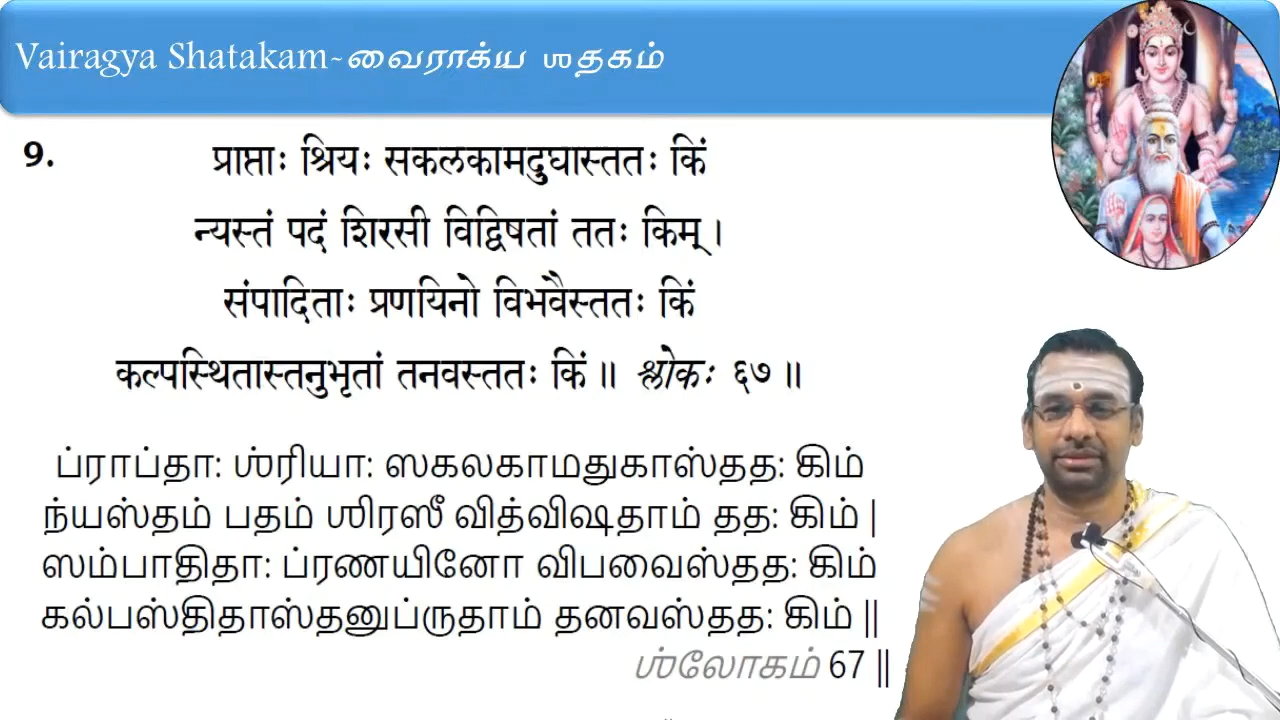 Vairagya Shatakam-வைராக்ய ஶதகம்
9.
प्राप्ताः श्रियः सकलकामदुघास्ततः किं
न्यस्तं पदं शिरसी विद्विषतां ततः किम्।
संपादिताः प्रणयिनो विभवैस्ततः किं
कल्पस्थितास्तनुभृतां तनवस्ततः किं॥ श्लोकः ६७॥
ப்ராப்தா: ஶ்ரியா: ஸகலகாமதுகாஸ்தத: கிம்
ந்யஸ்தம் பதம் ஶிரஸீ வித்விஷதாம் தத: கிம் |
ஸம்பாதிதா: ப்ரணயினோ விபவைஸ்தத: கிம்
கல்பஸ்திதாஸ்தனுப்ருதாம் தனவஸ்தத: கிம் ||
ஶ்லோகம் 67 ||